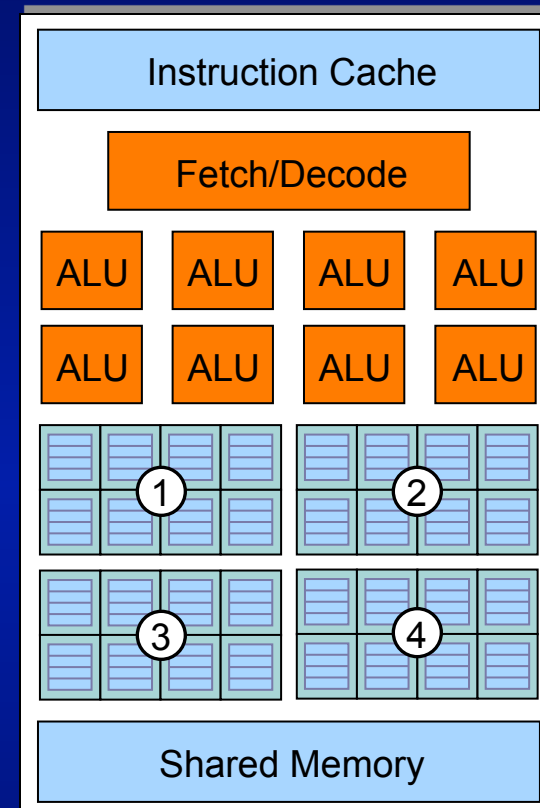 Instruction Cache
Fetch/Decode
ALU ALU ALU ALU
ALU ALU ALU ALU
1 2
3 4
Shared Memory